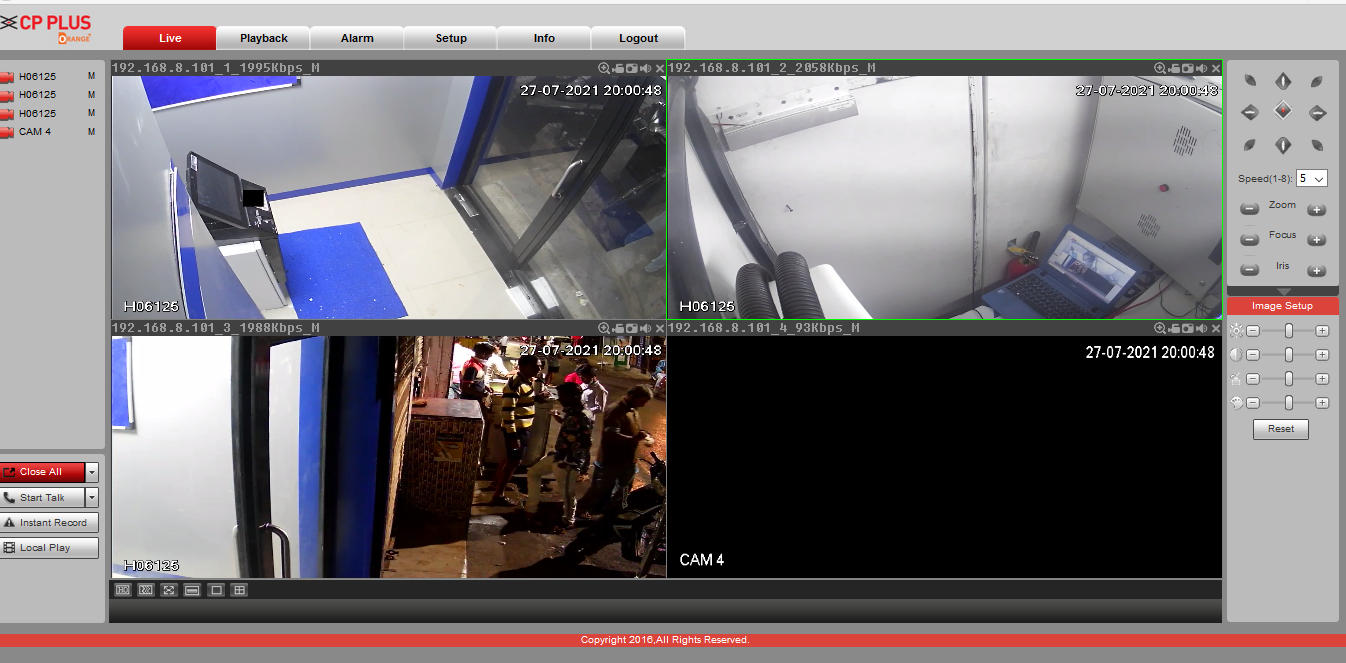 CP PLUS
ORANGE
Live
Playback
Alarm
Setup
Info
Logout
H06125 M
H06125 M
H06125 M
CAM 4 M
192.168.8.101_1_1995Kbps_M
27-07-2021 20:00:48
H06125
192.168.8.101_2_2058Kbps_M
27-07-2021 20:00:48
H06125
192.168.8.101_3_1988Kbps_M
27-07-2021 20:00:48
H06125
192.168.8.101_4_93Kbps_M
27-07-2021 20:00:48
CAM 4
Speed(1-8): 5
Zoom
Focus
Iris
Image Setup
Reset
Close All
Start Talk
Instant Record
Local Play
Copyright 2016,All Rights Reserved.